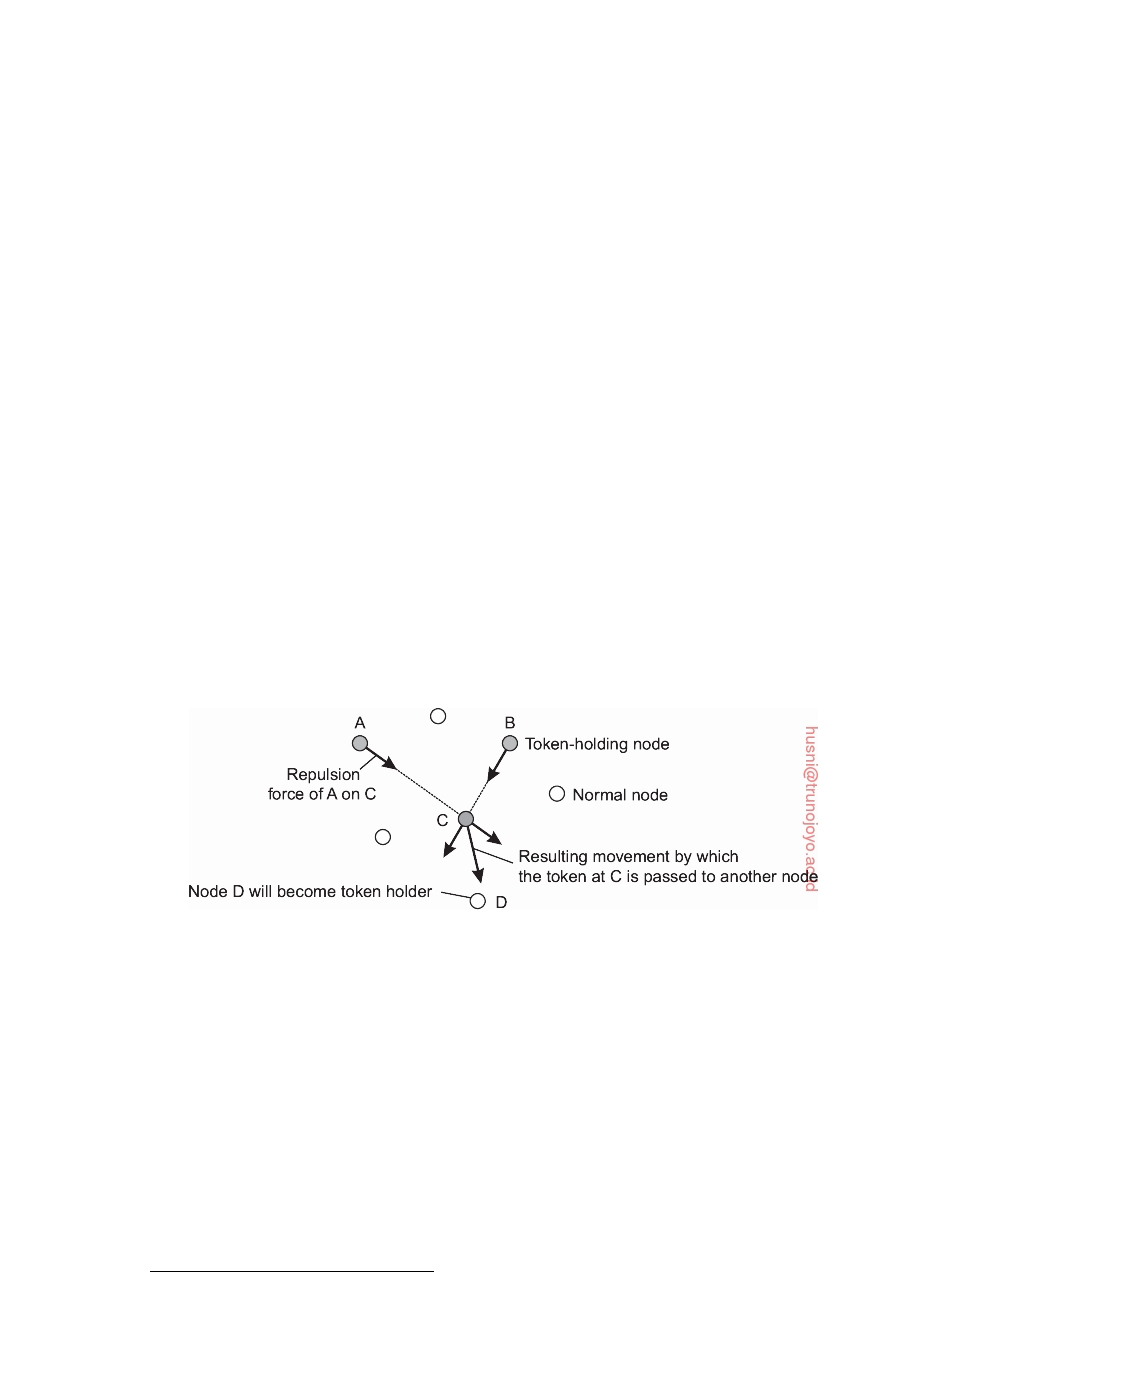 A
B
Token-holding node
Repulsion
force of A on C
Normal node
C
Resulting movement by which
the token at C is passed to another node
Node D will become token holder
D
husni@trunojoyo.ac.id